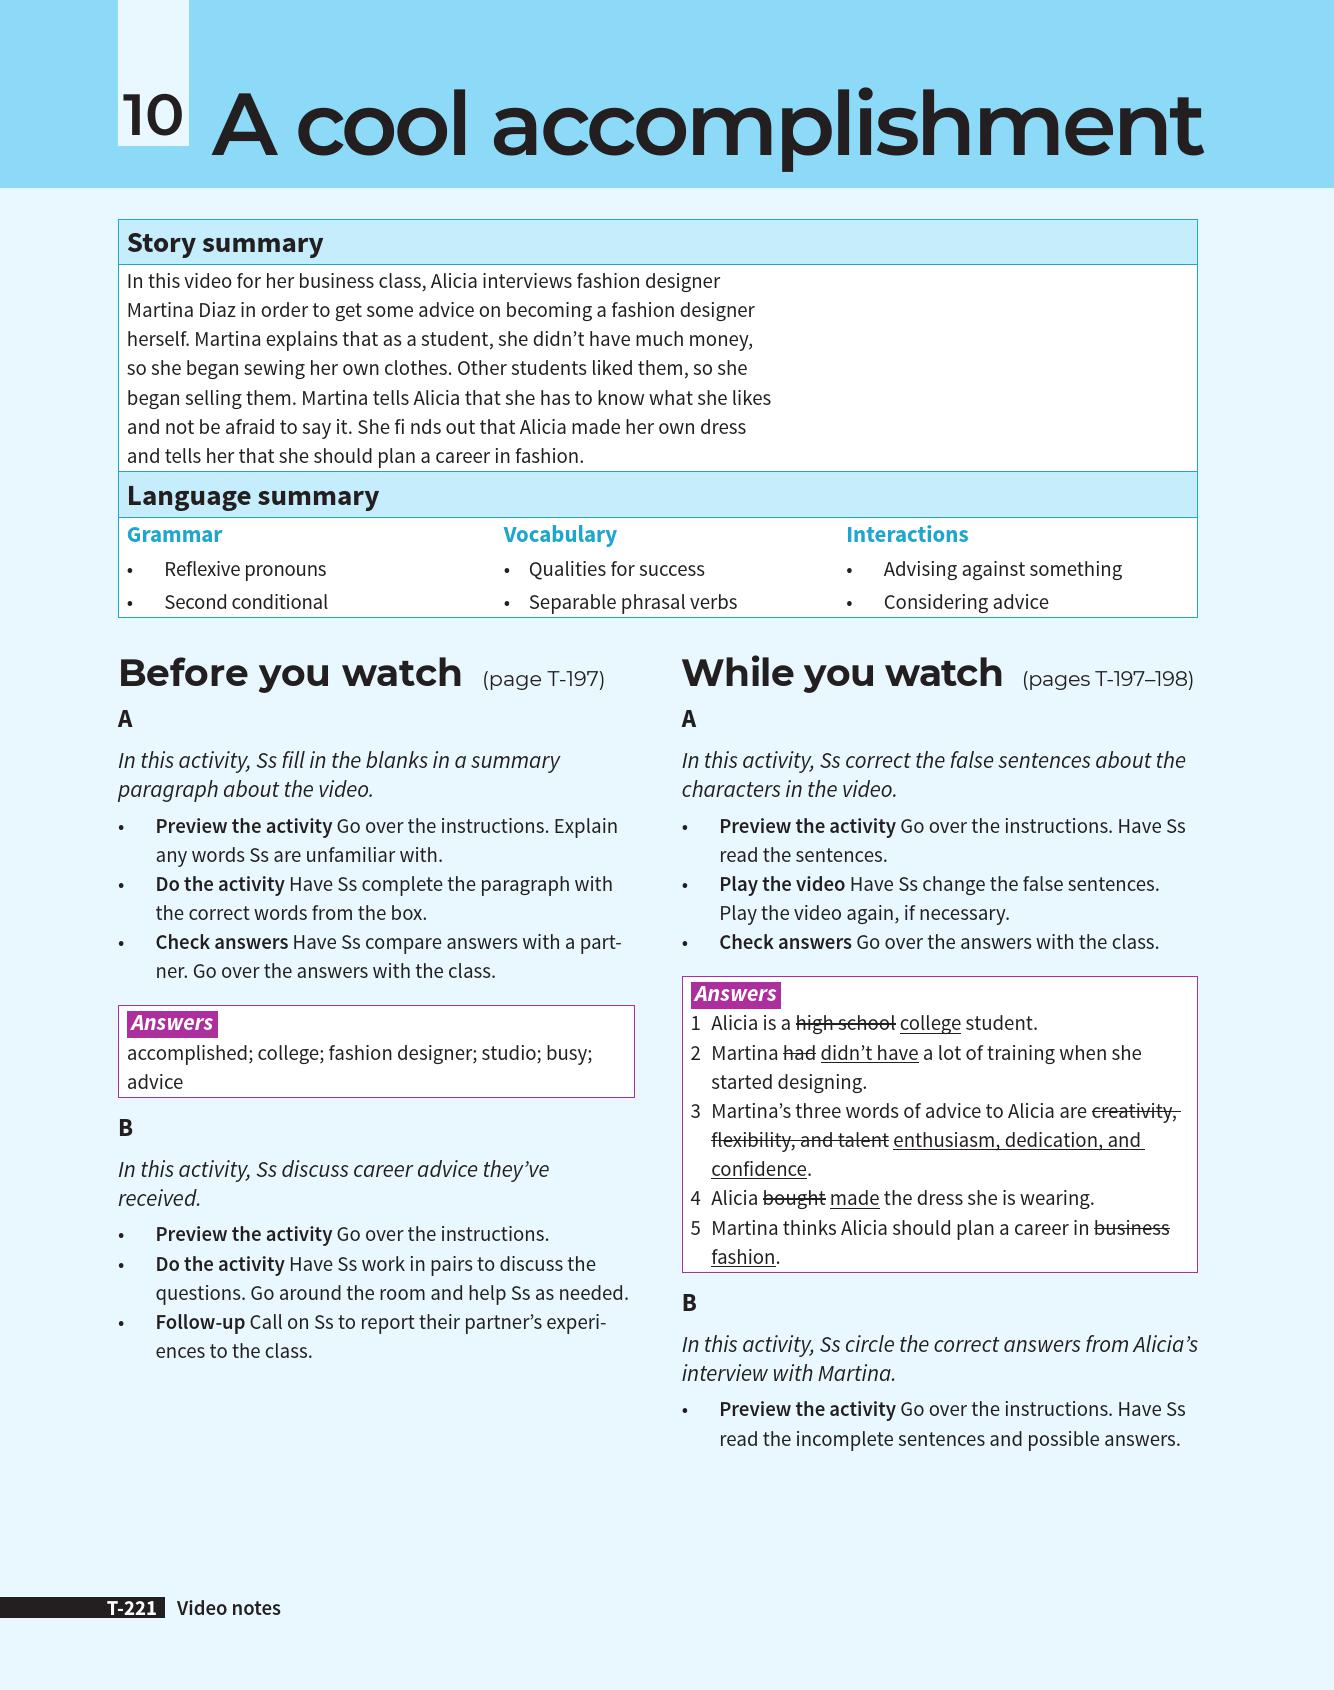 10 A cool accomplishment
Story summary
In this video for her business class, Alicia interviews fashion designer
Martina Diaz in order to get some advice on becoming a fashion designer
herself. Martina explains that as a student, she didn’t have much money,
so she began sewing her own clothes. Other students liked them, so she
began selling them. Martina tells Alicia that she has to know what she likes
and not be afraid to say it. She fi nds out that Alicia made her own dress
and tells her that she should plan a career in fashion.
Language summary
Grammar
• Reflexive pronouns
• Second conditional
Vocabulary
• Qualities for success
• Separable phrasal verbs
Interactions
• Advising against something
• Considering advice
Before you watch (page T-197)
A
In this activity, Ss fill in the blanks in a summary
paragraph about the video.
• Preview the activity Go over the instructions. Explain
any words Ss are unfamiliar with.
• Do the activity Have Ss complete the paragraph with
the correct words from the box.
• Check answers Have Ss compare answers with a part-
ner. Go over the answers with the class.
Answers
accomplished; college; fashion designer; studio; busy;
advice
B
In this activity, Ss discuss career advice they’ve
received.
• Preview the activity Go over the instructions.
• Do the activity Have Ss work in pairs to discuss the
questions. Go around the room and help Ss as needed.
• Follow-up Call on Ss to report their partner’s experi-
ences to the class.
While you watch (pages T-197–198)
A
In this activity, Ss correct the false sentences about the
characters in the video.
• Preview the activity Go over the instructions. Have Ss
read the sentences.
• Play the video Have Ss change the false sentences.
Play the video again, if necessary.
• Check answers Go over the answers with the class.
Answers
1 Alicia is a high school college student.
2 Martina had didn’t have a lot of training when she
started designing.
3 Martina’s three words of advice to Alicia are creativity,
flexibility, and talent enthusiasm, dedication, and
confidence.
4 Alicia bought made the dress she is wearing.
5 Martina thinks Alicia should plan a career in business
fashion.
B
In this activity, Ss circle the correct answers from Alicia’s
interview with Martina.
• Preview the activity Go over the instructions. Have Ss
read the incomplete sentences and possible answers.
T-221 Video notes